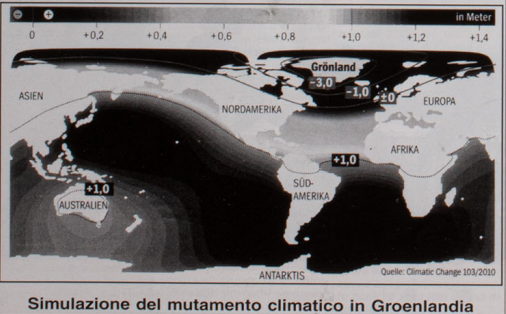 ⊖ ⊕ in Meter
0 +0,2 +0,4 +0,6 +0,8 +1,0 +1,2 +1,4
Grönland
-3,0
-1,0
±0
ASIEN
NORDAMERIKA
EUROPA
AFRIKA
+1,0
+1,0
SÜD-
AMERIKA
AUSTRALIEN
ANTARKTIS
Quelle: Climatic Change 103/2010
Simulazione del mutamento climatico in Groenlandia